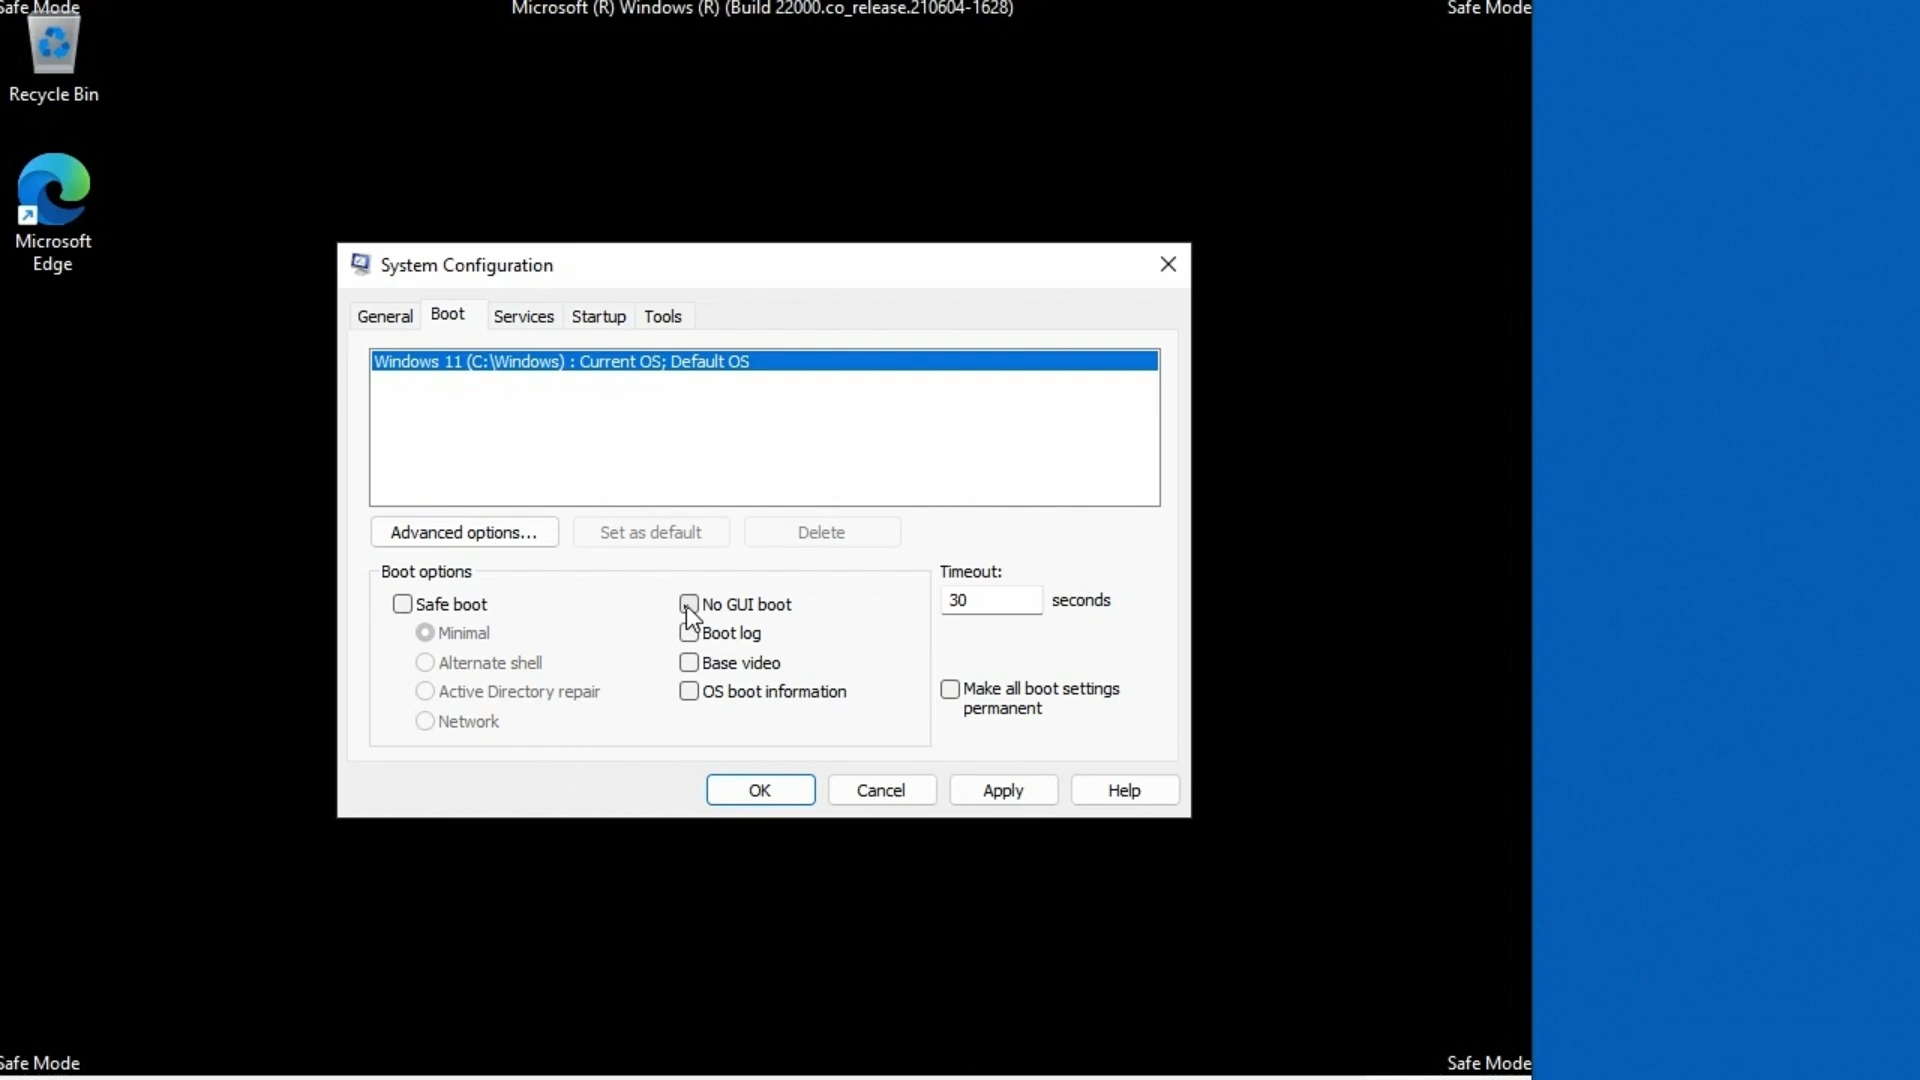 Safe Mode
Microsoft (R) Windows (R) (Build 22000.co_release.210604-1628)
Safe Mode
Recycle Bin
Microsoft
Edge
System Configuration
General
Boot
Services
Startup
Tools
Windows 11 (C:\Windows) : Current OS; Default OS
Advanced options...
Set as default
Delete
Boot options
Timeout:
Safe boot
No GUI boot
30
seconds
Minimal
Boot log
Alternate shell
Base video
Active Directory repair
OS boot information
Make all boot settings
permanent
Network
OK
Cancel
Apply
Help
Safe Mode
Safe Mode